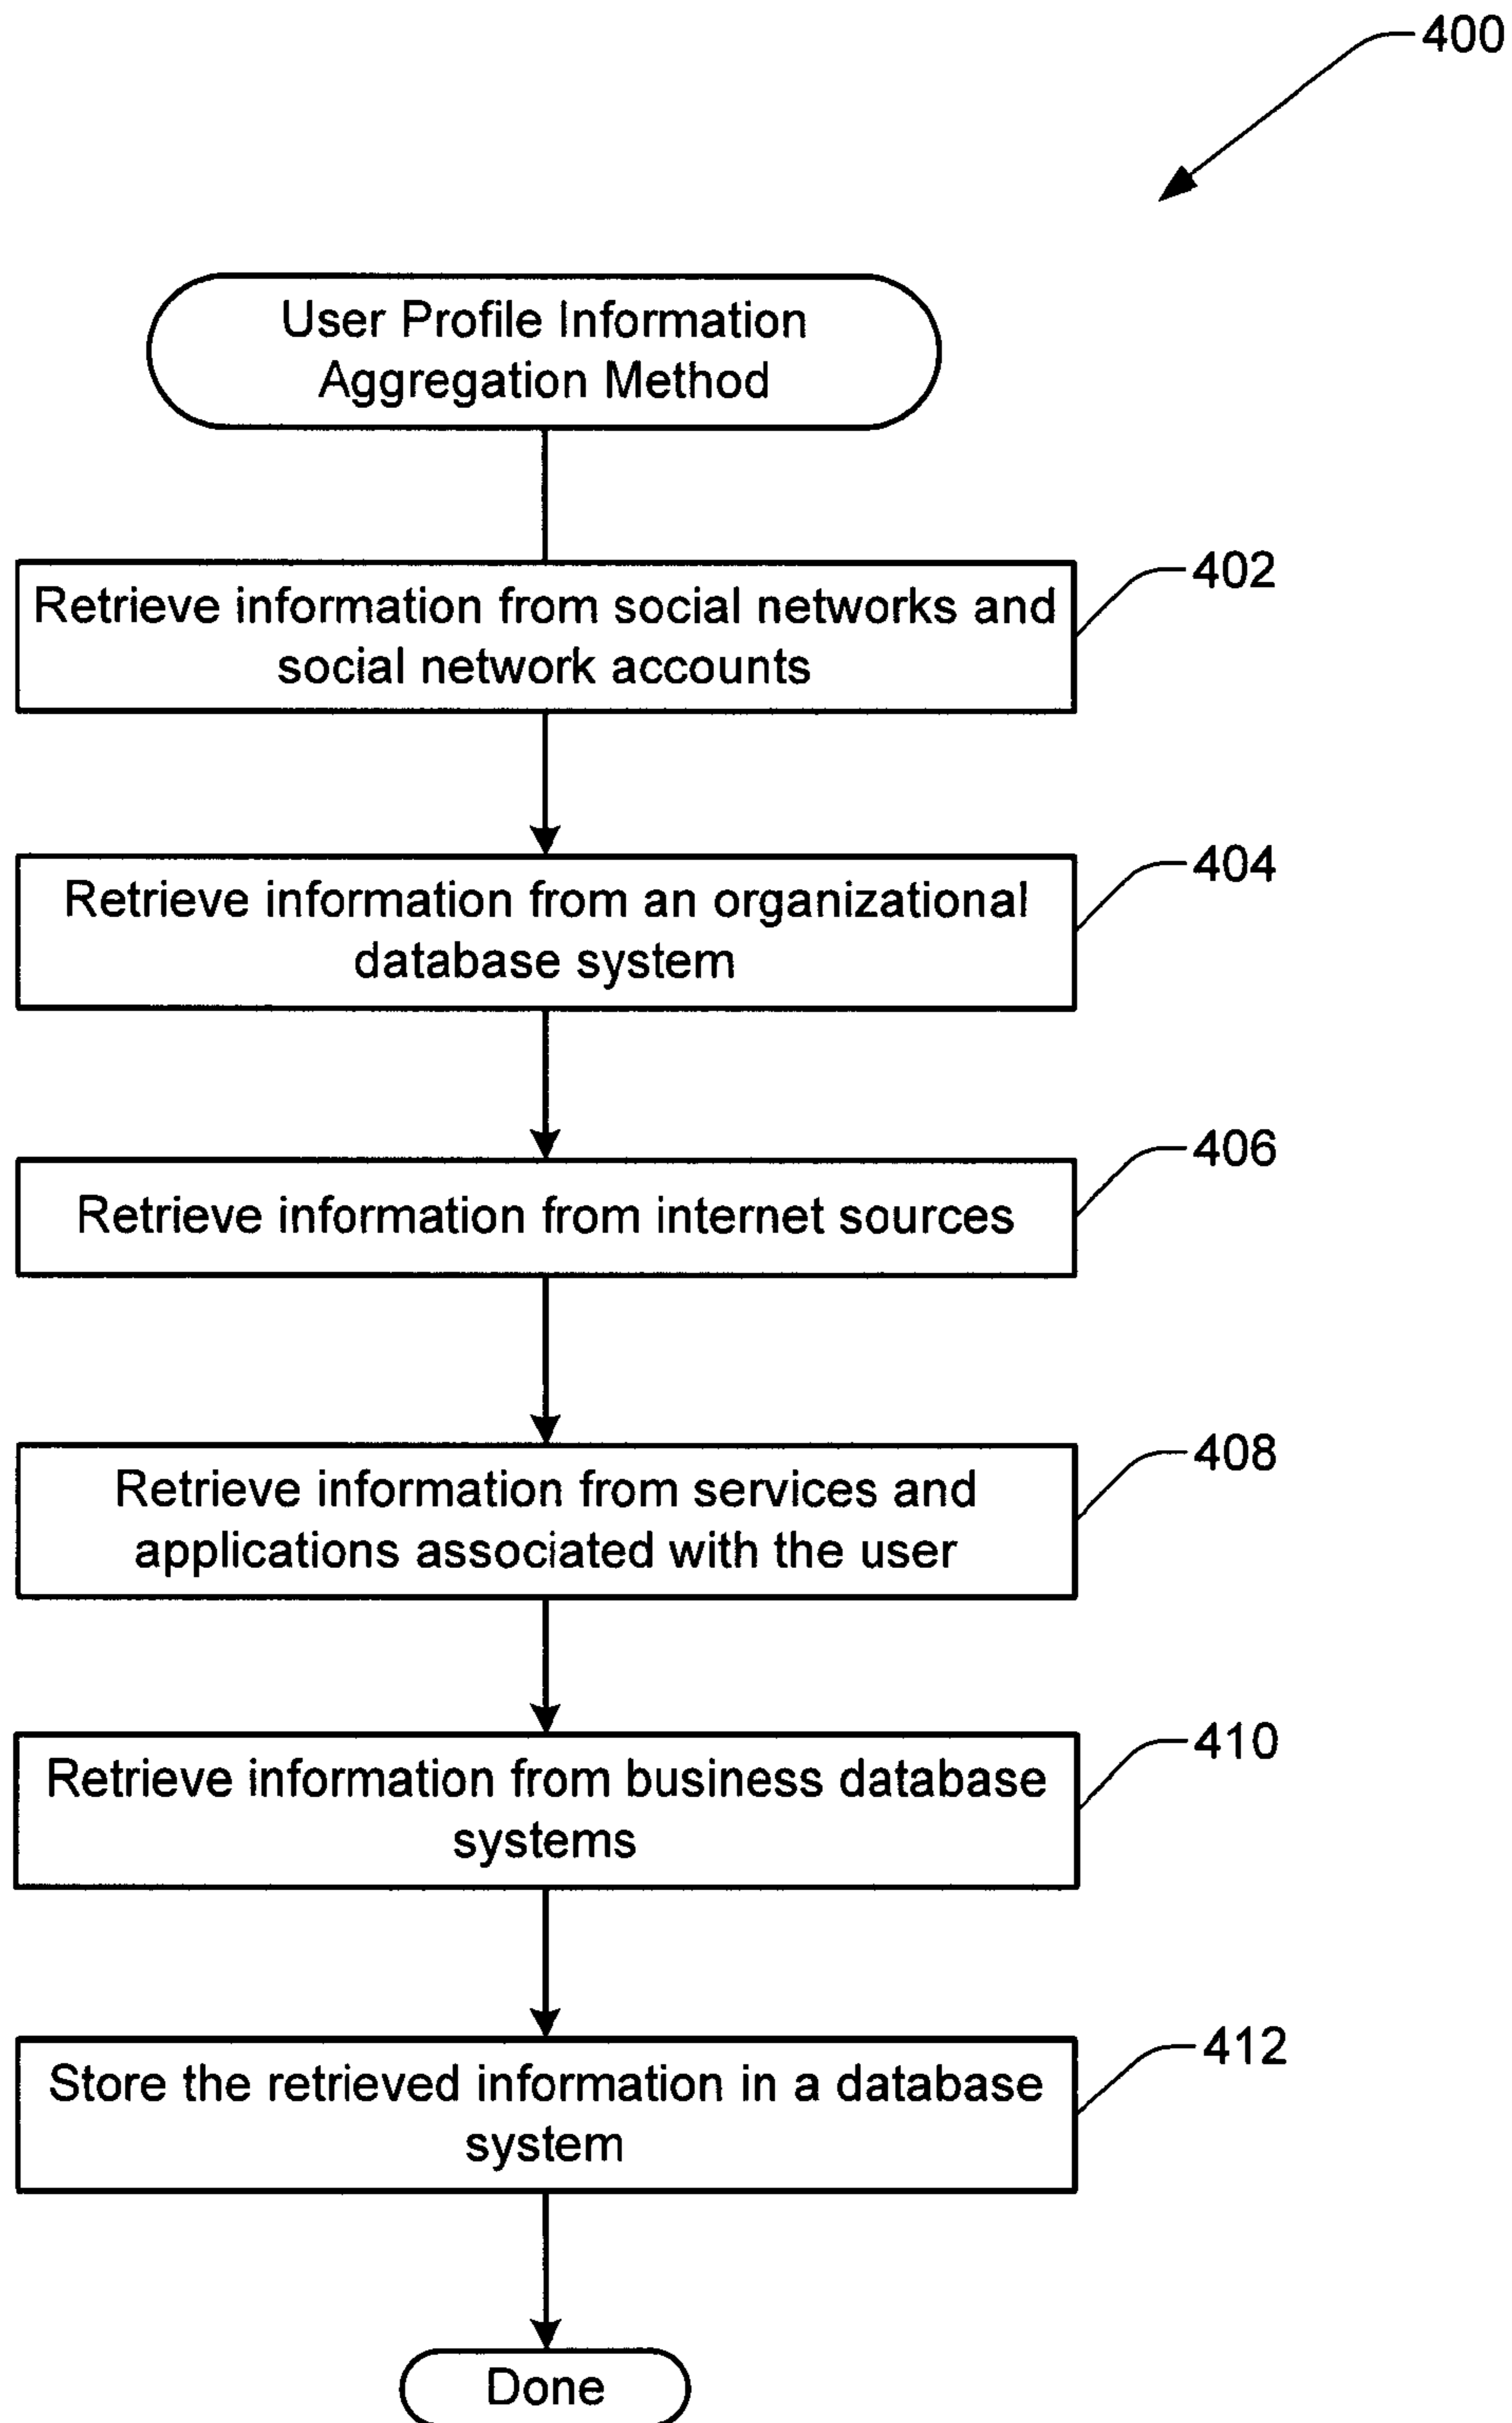 400
User Profile Information
Aggregation Method
402
Retrieve information from social networks and
social network accounts
404
Retrieve information from an organizational
database system
406
Retrieve information from internet sources
408
Retrieve information from services and
applications associated with the user
410
Retrieve information from business database
systems
412
Store the retrieved information in a database
system
Done